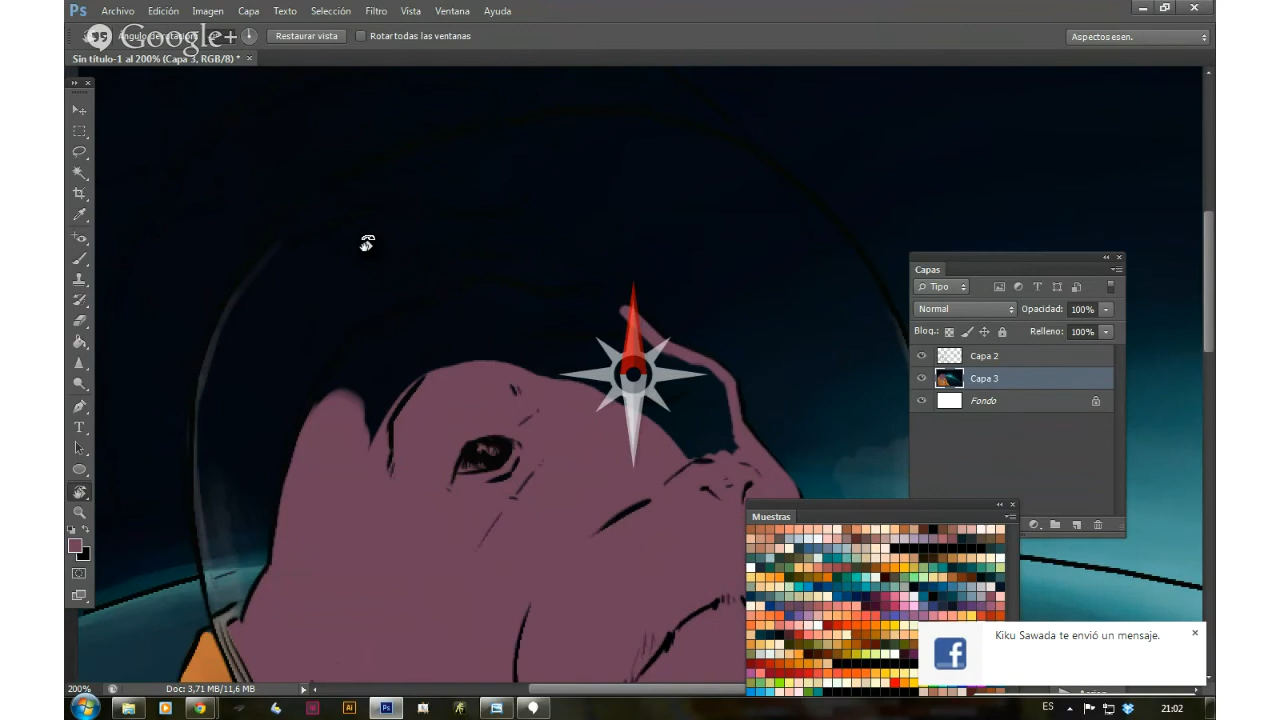 Ps Archivo Edición Imagen Capa Texto Selección Filtro Vista Ventana Ayuda
Google+
Restaurar vista Rotar todas las ventanas Aspectos esen.
Sin título-1 al 200% (Capa 3, RGB/8) *
Capas
Tipo
Normal Opacidad: 100%
Bloq.: Relleno: 100%
Capa 2
Capa 3
Fondo
Muestras
Kiku Sawada te envió un mensaje.
200% Doc: 3,71 MB/11,6 MB
ES 21:02